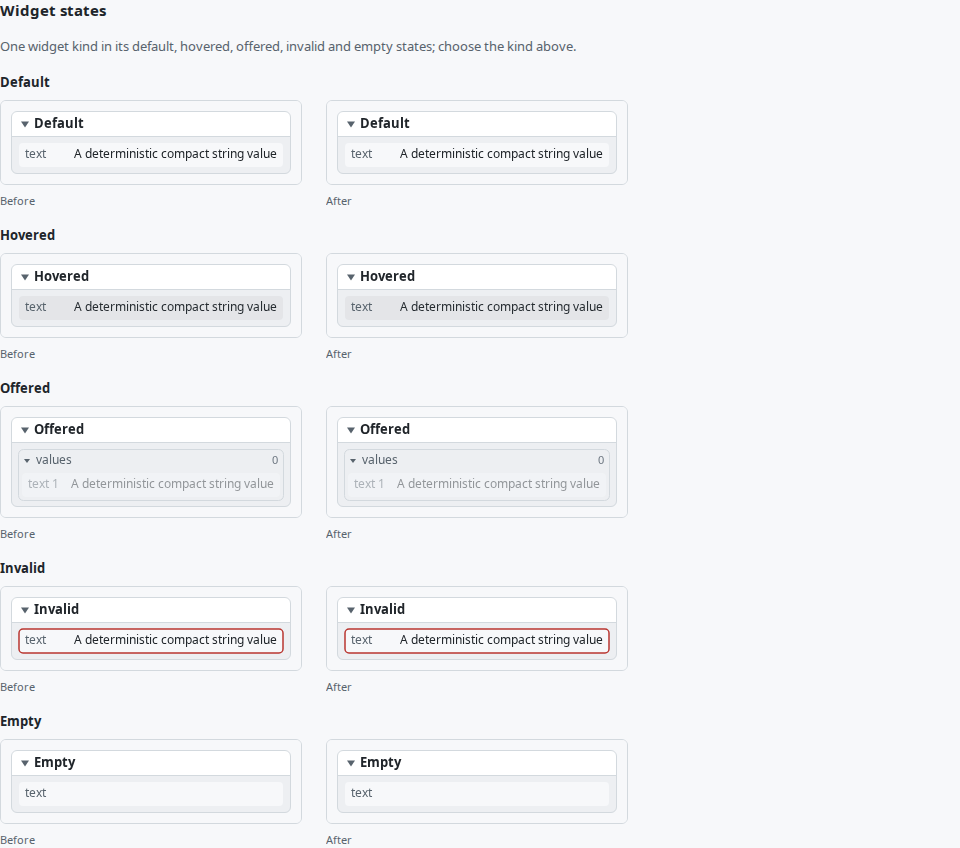 Widget states
One widget kind in its default, hovered, offered, invalid and empty states; choose the kind above.
Default
Default Default
text A deterministic compact string value text A deterministic compact string value
Before After
Hovered
Hovered Hovered
text A deterministic compact string value text A deterministic compact string value
Before After
Offered
Offered Offered
values 0 values 0
text 1 A deterministic compact string value text 1 A deterministic compact string value
Before After
Invalid
Invalid Invalid
text A deterministic compact string value text A deterministic compact string value
Before After
Empty
Empty Empty
text text
Before After